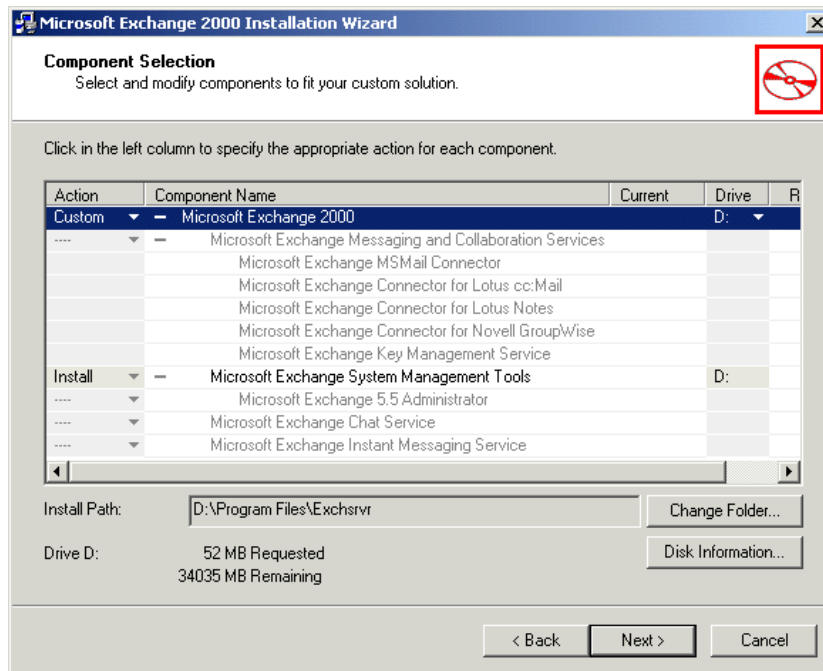 Microsoft Exchange 2000 Installation Wizard
Component Selection
Select and modify components to fit your custom solution.
Click in the left column to specify the appropriate action for each component.
Action Component Name Current Drive R
Custom Microsoft Exchange 2000 D:
---- Microsoft Exchange Messaging and Collaboration Services
Microsoft Exchange MSMail Connector
Microsoft Exchange Connector for Lotus cc:Mail
Microsoft Exchange Connector for Lotus Notes
Microsoft Exchange Connector for Novell GroupWise
Microsoft Exchange Key Management Service
Install Microsoft Exchange System Management Tools D:
---- Microsoft Exchange 5.5 Administrator
---- Microsoft Exchange Chat Service
---- Microsoft Exchange Instant Messaging Service
Install Path: D:\Program Files\Exchsrvr Change Folder...
Drive D: 52 MB Requested Disk Information...
34035 MB Remaining
< Back Next > Cancel